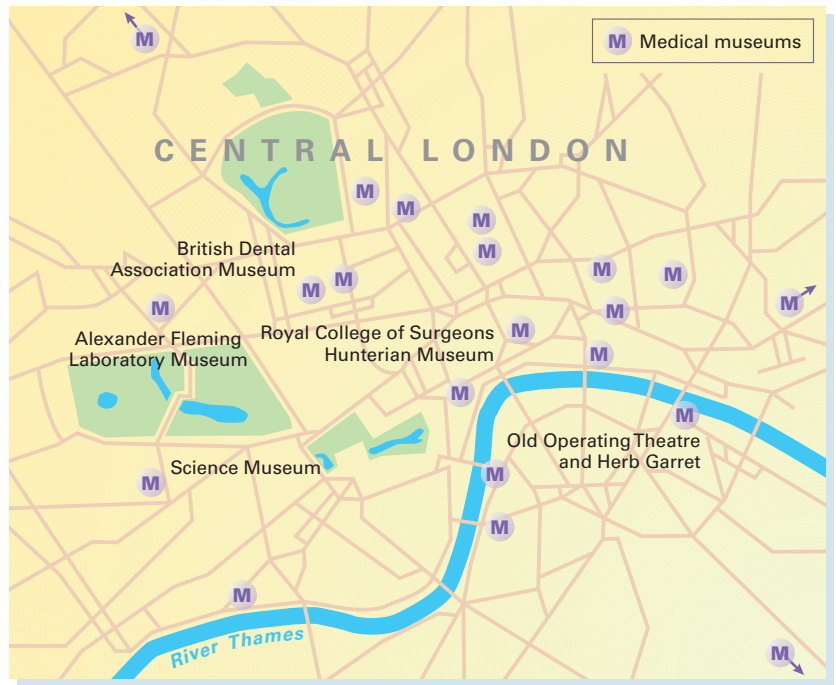 M
M Medical museums
CENTRAL LONDON
M
M
M
M
British Dental
Association Museum
M
M
M
M
M
M
M
M
Alexander Fleming
Laboratory Museum
Royal College of Surgeons
Hunterian Museum
M
M
M
M
Old Operating Theatre
and Herb Garret
Science Museum
M
M
M
M
River Thames
M